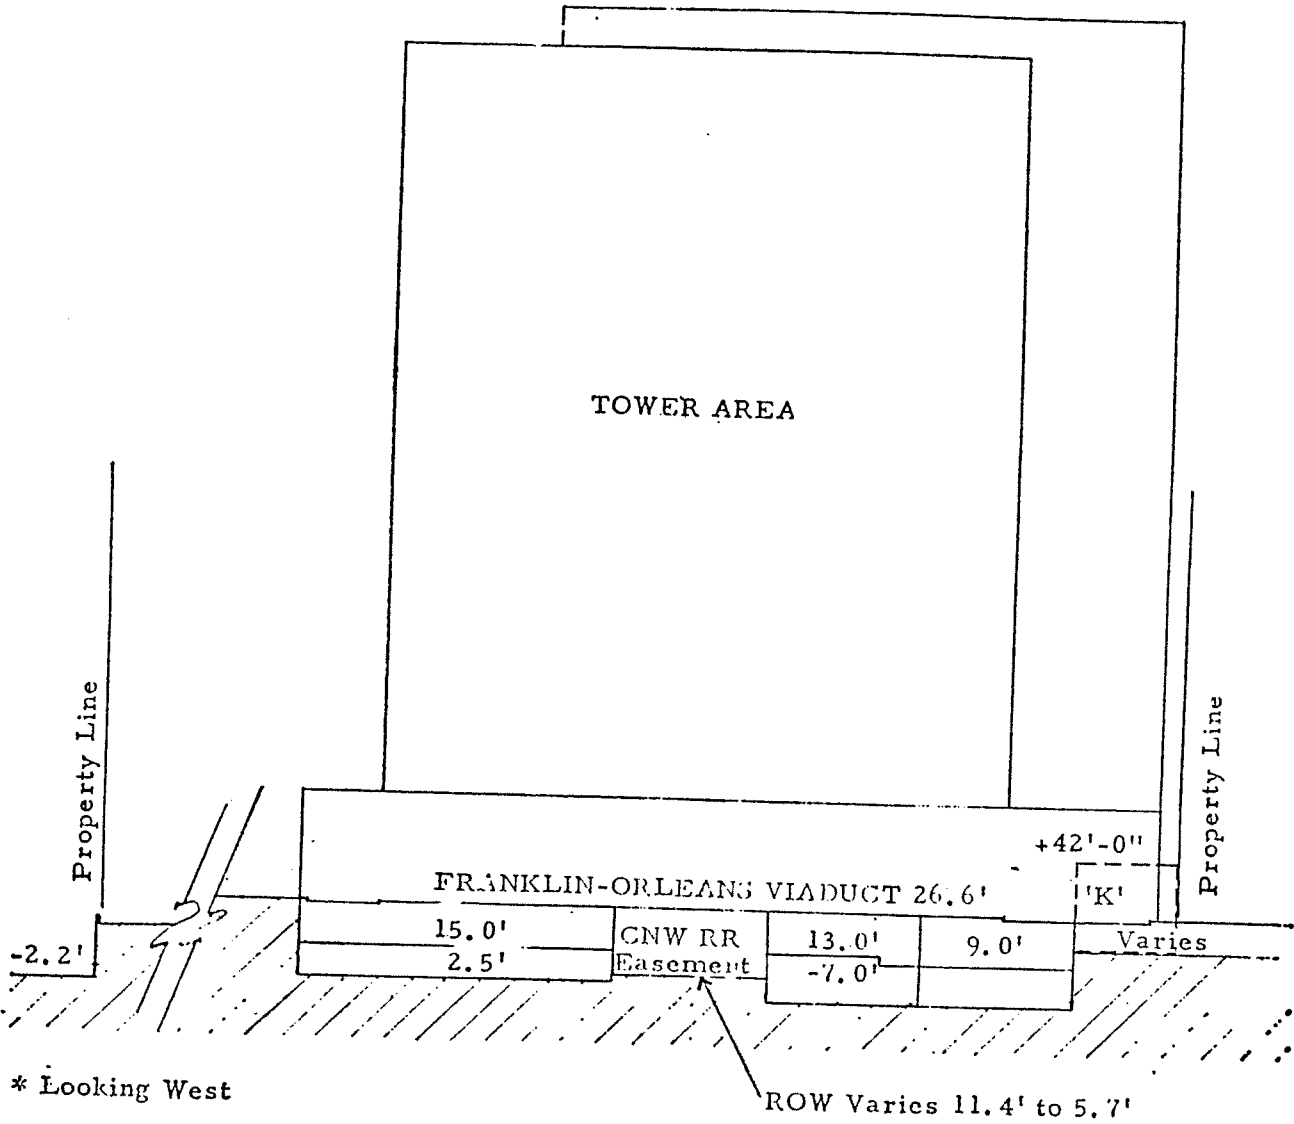 TOWER AREA
Property Line
Property Line
+42'-0"
FRANKLIN-ORLEANS VIADUCT 26.6'
'K'
15.0'
CNW RR
13.0'
9.0'
Varies
-2.2'
2.5'
Easement
-7.0'
* Looking West
ROW Varies 11.4' to 5.7'